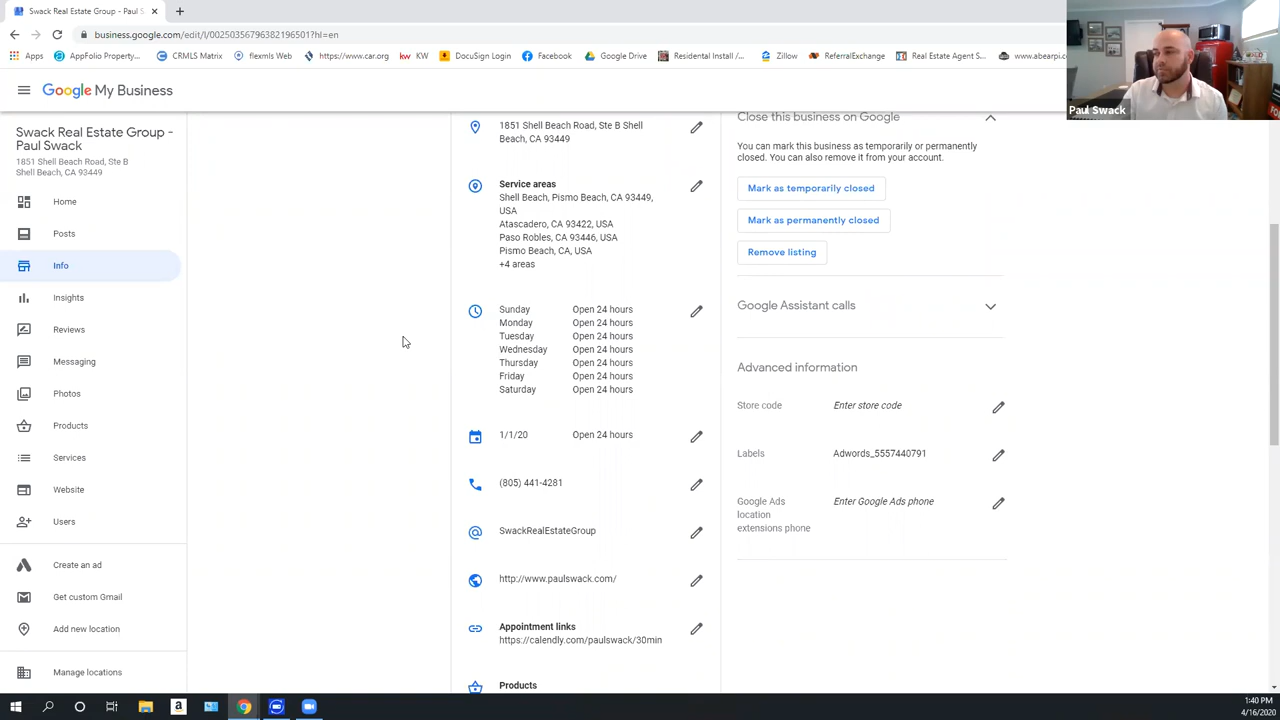 Swack Real Estate Group - Paul S
business.google.com/edit/l/00250356796382196501?hl=en
Apps
AppFolio Property...
CRMLS Matrix
flexmls Web
https://www.car.org
KW
DocuSign Login
Facebook
Google Drive
Residental Install /...
Zillow
ReferralExchange
Real Estate Agent S...
www.abearpi.c
Paul Swack
Google My Business
Swack Real Estate Group -
Paul Swack
1851 Shell Beach Road, Ste B
Shell Beach, CA 93449
Home
Posts
Info
Insights
Reviews
Messaging
Photos
Products
Services
Website
Users
Create an ad
Get custom Gmail
Add new location
Manage locations
1851 Shell Beach Road, Ste B Shell
Beach, CA 93449
Service areas
Shell Beach, Pismo Beach, CA 93449,
USA
Atascadero, CA 93422, USA
Paso Robles, CA 93446, USA
Pismo Beach, CA, USA
+4 areas
Sunday Open 24 hours
Monday Open 24 hours
Tuesday Open 24 hours
Wednesday Open 24 hours
Thursday Open 24 hours
Friday Open 24 hours
Saturday Open 24 hours
1/1/20 Open 24 hours
(805) 441-4281
SwackRealEstateGroup
http://www.paulswack.com/
Appointment links
https://calendly.com/paulswack/30min
Products
Close this business on Google
You can mark this business as temporarily or permanently
closed. You can also remove it from your account.
Mark as temporarily closed
Mark as permanently closed
Remove listing
Google Assistant calls
Advanced information
Store code Enter store code
Labels Adwords_5557440791
Google Ads Enter Google Ads phone
location
extensions phone
1:40 PM
4/16/2020